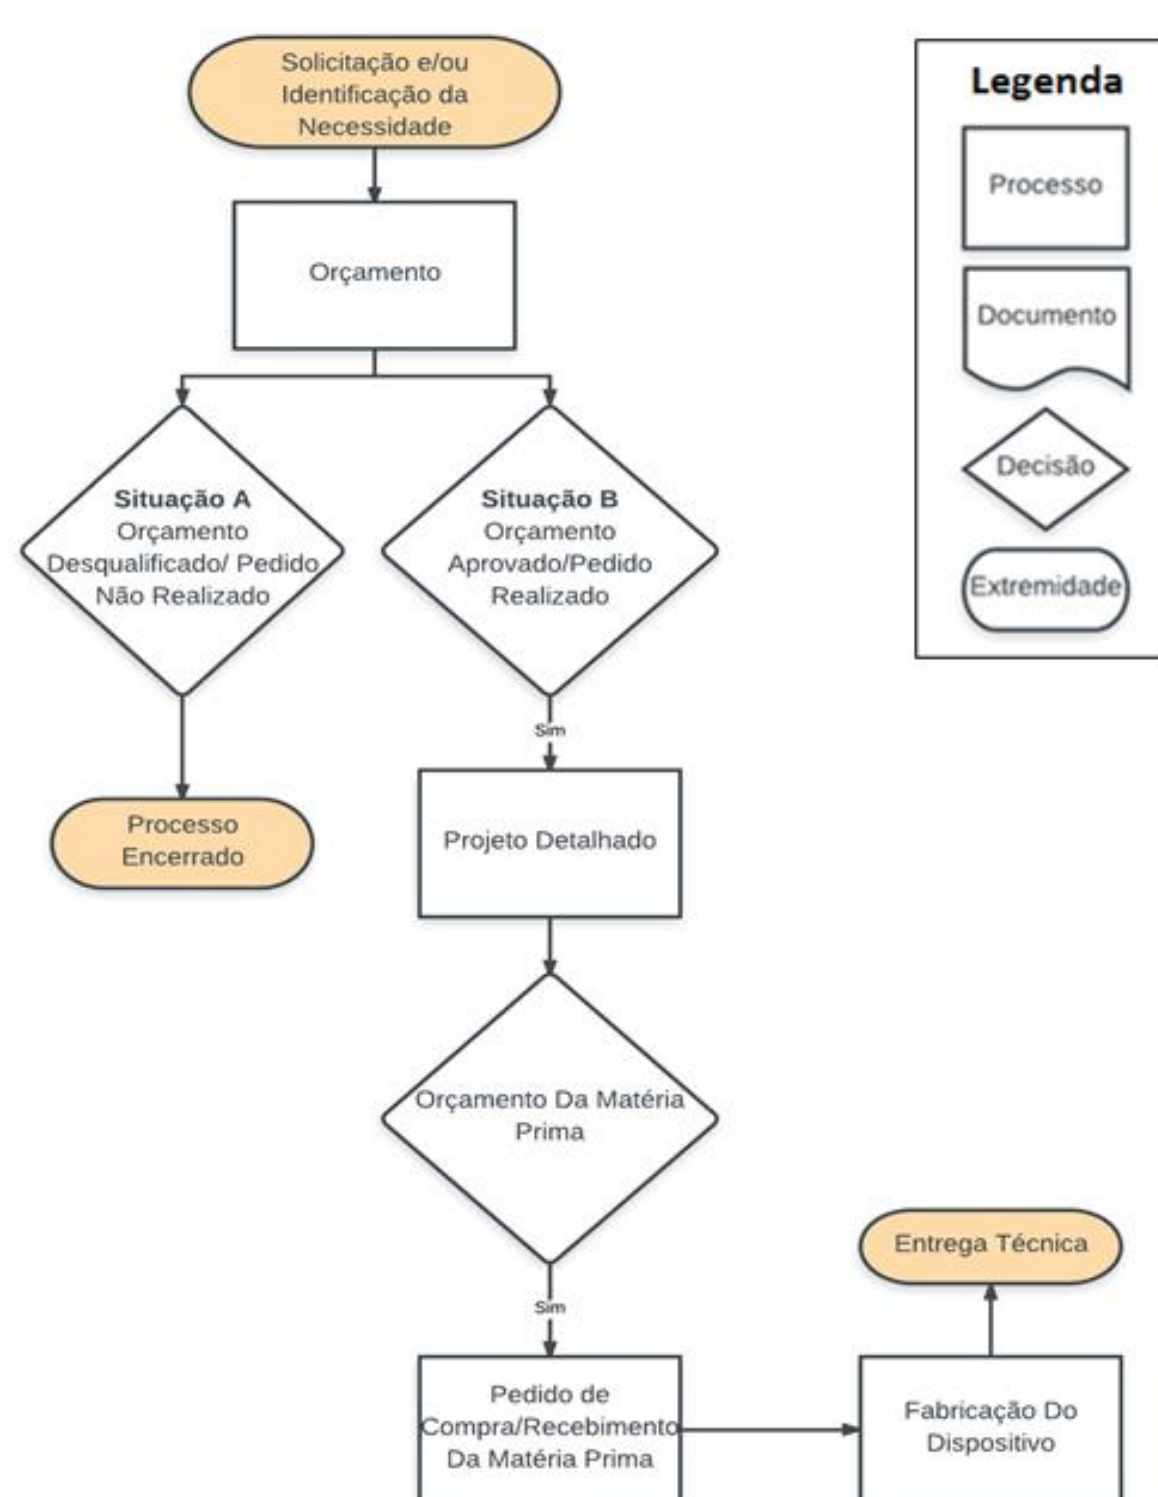 Solicitação e/ou
Identificação da
Necessidade
Orçamento
Situação A
Orçamento
Desqualificado/ Pedido
Não Realizado
Situação B
Orçamento
Aprovado/Pedido
Realizado
Sim
Processo
Encerrado
Projeto Detalhado
Orçamento Da Matéria
Prima
Sim
Pedido de
Compra/Recebimento
Da Matéria Prima
Fabricação Do
Dispositivo
Entrega Técnica
Legenda
Processo
Documento
Decisão
Extremidade